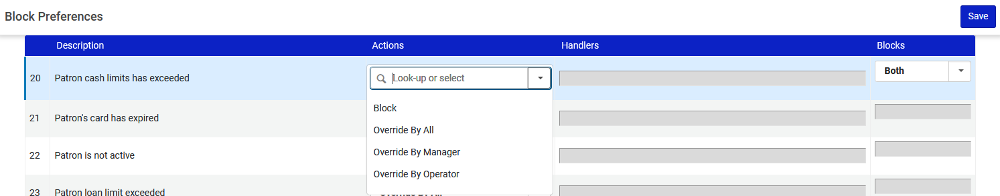 Block Preferences
Save
Description Actions Handlers Blocks
20 Patron cash limits has exceeded Look-up or select Both
Block
21 Patron's card has expired
Override By All
22 Patron is not active Override By Manager
Override By Operator
23 Patron loan limit exceeded